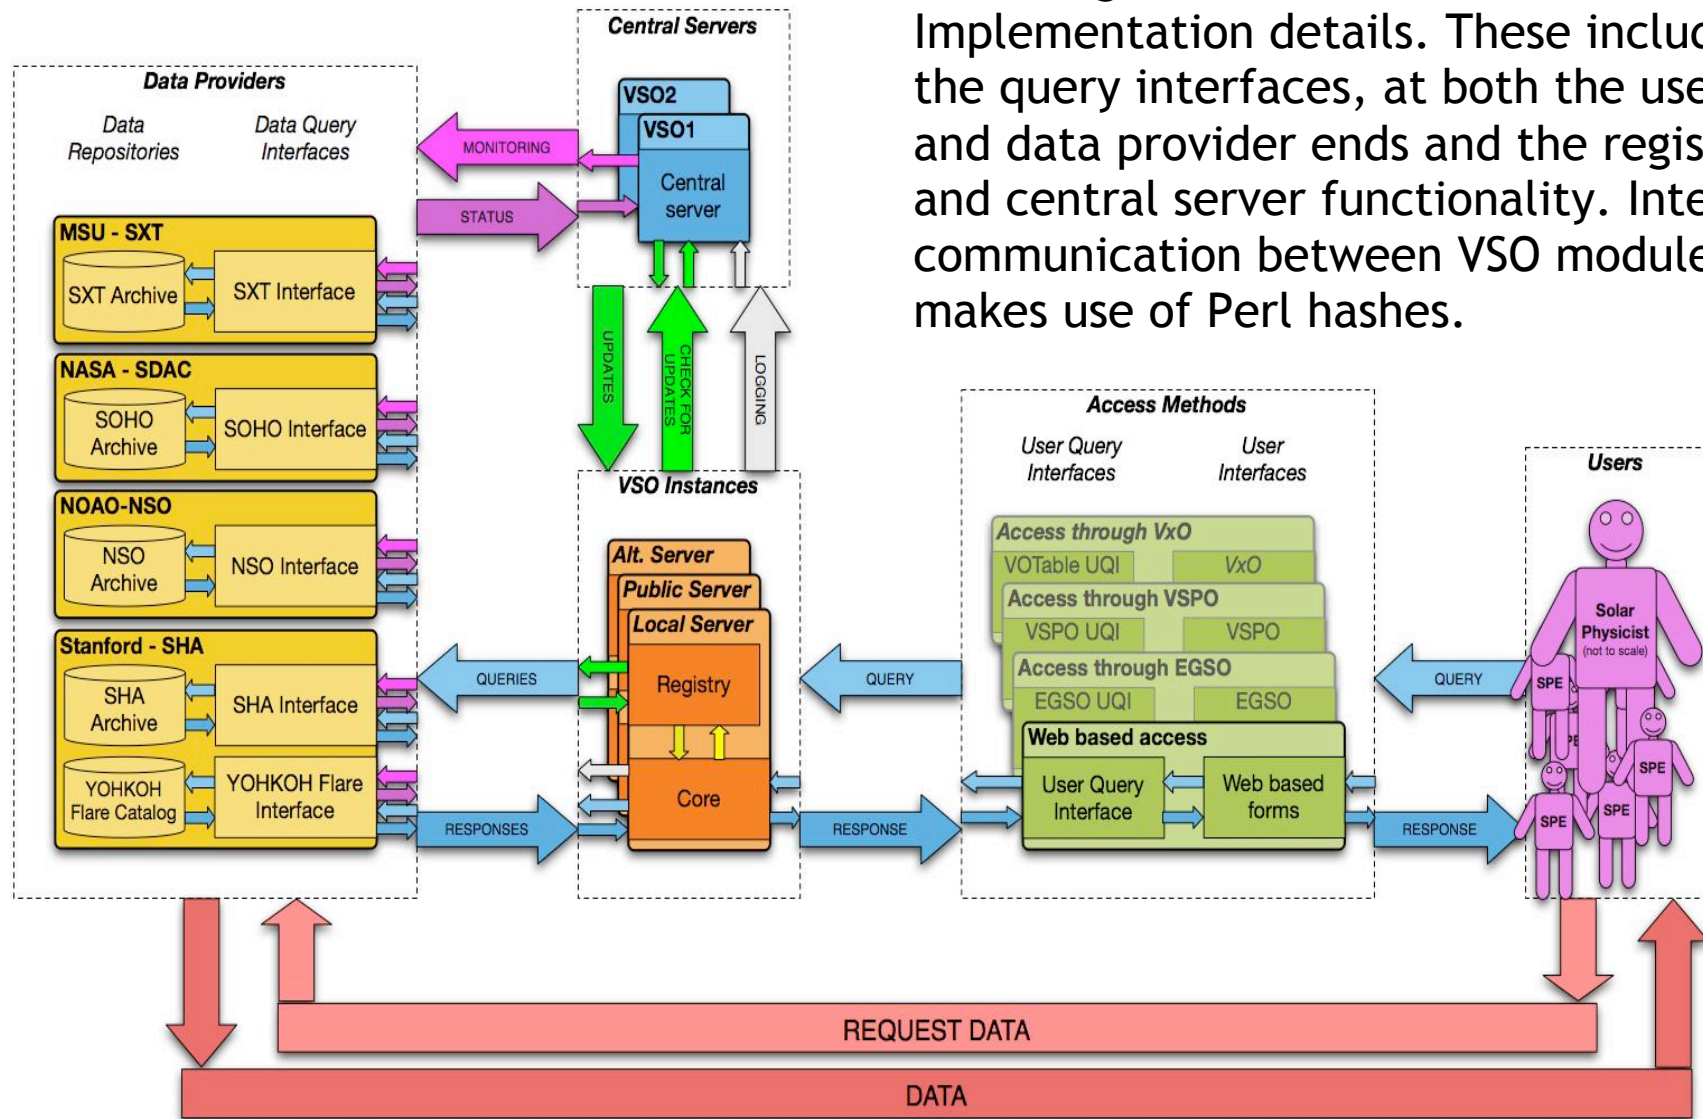 Implementation details. These includ
the query interfaces, at both the use
and data provider ends and the regis
and central server functionality. Inte
communication between VSO module
makes use of Perl hashes.
Central Servers
VSO2
VSO1
Central
server
Data Providers
Data
Repositories
Data Query
Interfaces
MONITORING
STATUS
MSU - SXT
SXT Archive
SXT Interface
NASA - SDAC
SOHO
Archive
SOHO Interface
NOAO-NSO
NSO
Archive
NSO Interface
Stanford - SHA
SHA
Archive
SHA Interface
YOHKOH
Flare Catalog
YOHKOH Flare
Interface
UPDATES
CHECK FOR
UPDATES
LOGGING
VSO Instances
Alt. Server
Public Server
Local Server
Registry
Core
QUERIES
RESPONSES
QUERY
RESPONSE
Access Methods
User Query
Interfaces
User
Interfaces
Access through VxO
VOTable UQI
VxO
Access through VSPO
VSPO UQI
VSPO
Access through EGSO
EGSO UQI
EGSO
Web based access
User Query
Interface
Web based
forms
QUERY
RESPONSE
Users
Solar
Physicist
(not to scale)
SPE
SPE
SPE
SPE
REQUEST DATA
DATA